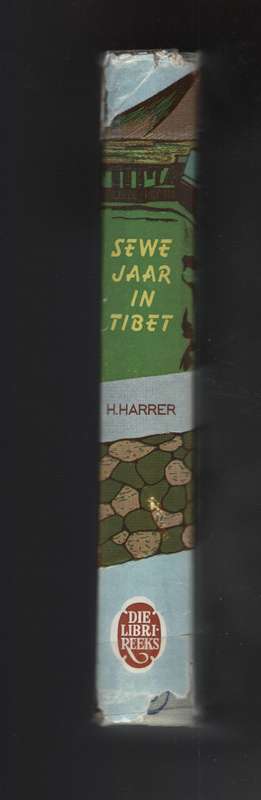 SEWE
JAAR
IN
TIBET
H.HARRER
DIE
LIBRI-
REEKS